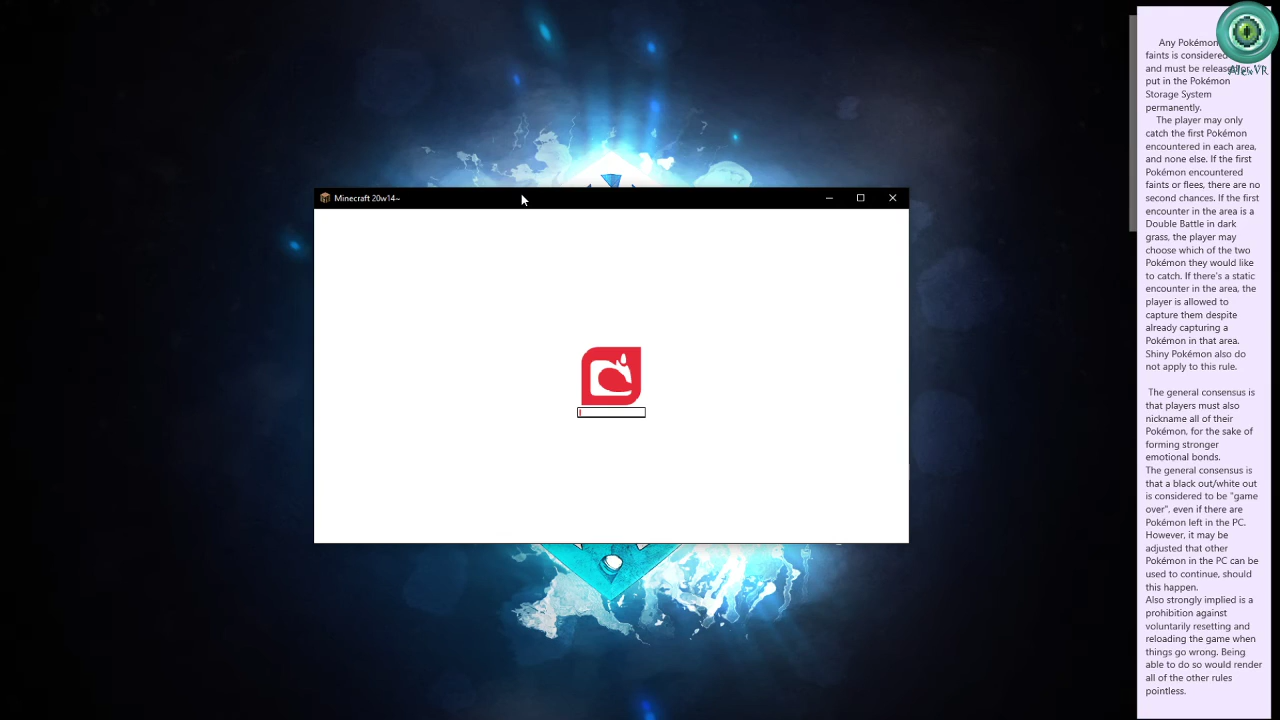 Any Pokémon
faints is considered
and must be released, or
put in the Pokémon
Storage System
permanently.
The player may only
catch the first Pokémon
encountered in each area,
and none else. If the first
Pokémon encountered
faints or flees, there are no
second chances. If the first
encounter in the area is a
Double Battle in dark
grass, the player may
choose which of the two
Pokémon they would like
to catch. If there's a static
encounter in the area, the
player is allowed to
capture them despite
already capturing a
Pokémon in that area.
Shiny Pokémon also do
not apply to this rule.
The general consensus is
that players must also
nickname all of their
Pokémon, for the sake of
forming stronger
emotional bonds.
The general consensus is
that a black out/white out
is considered to be "game
over", even if there are
Pokémon left in the PC.
However, it may be
adjusted that other
Pokémon in the PC can be
used to continue, should
this happen.
Also strongly implied is a
prohibition against
voluntarily resetting and
reloading the game when
things go wrong. Being
able to do so would render
all of the other rules
pointless.
AlexVR
Minecraft 20w14~